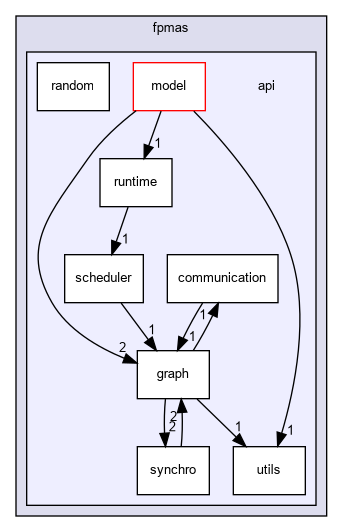 fpmas
random
model
api
1
runtime
1
scheduler
communication
1
1
1
2
graph
2
2
1
1
synchro
utils